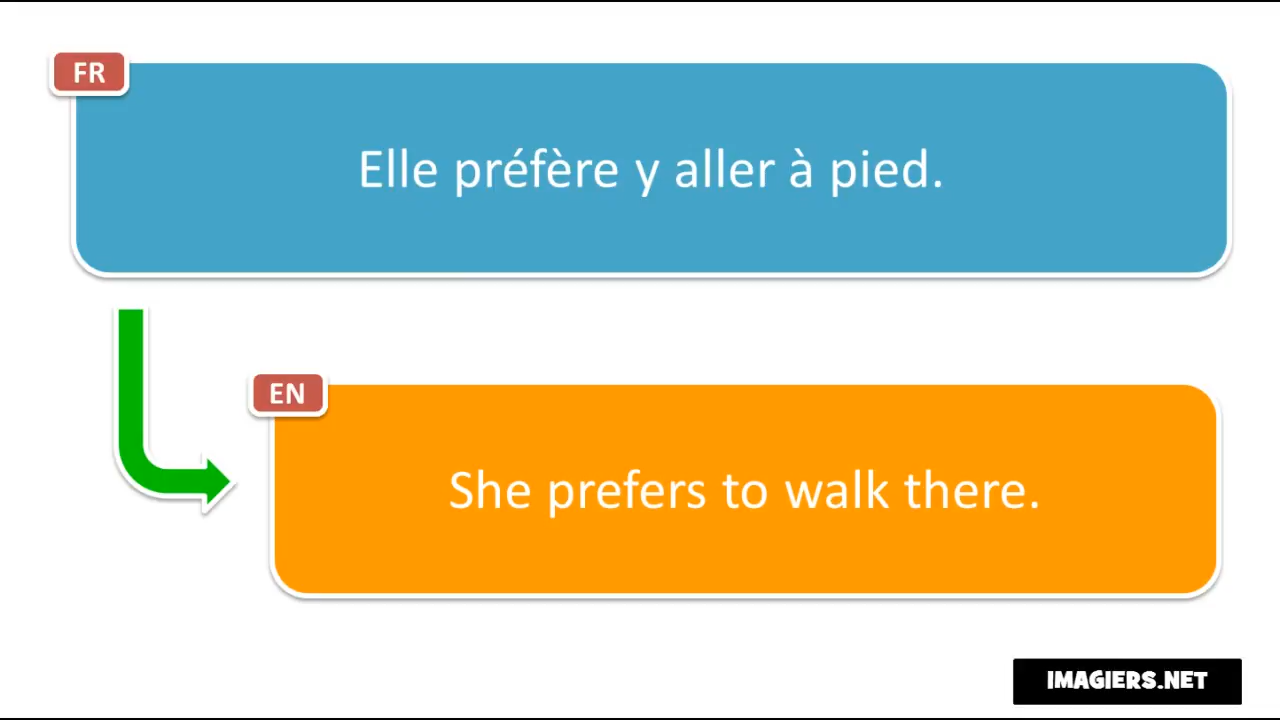 FR
Elle préfère y aller à pied.
EN
She prefers to walk there.
IMAGIERS.NET